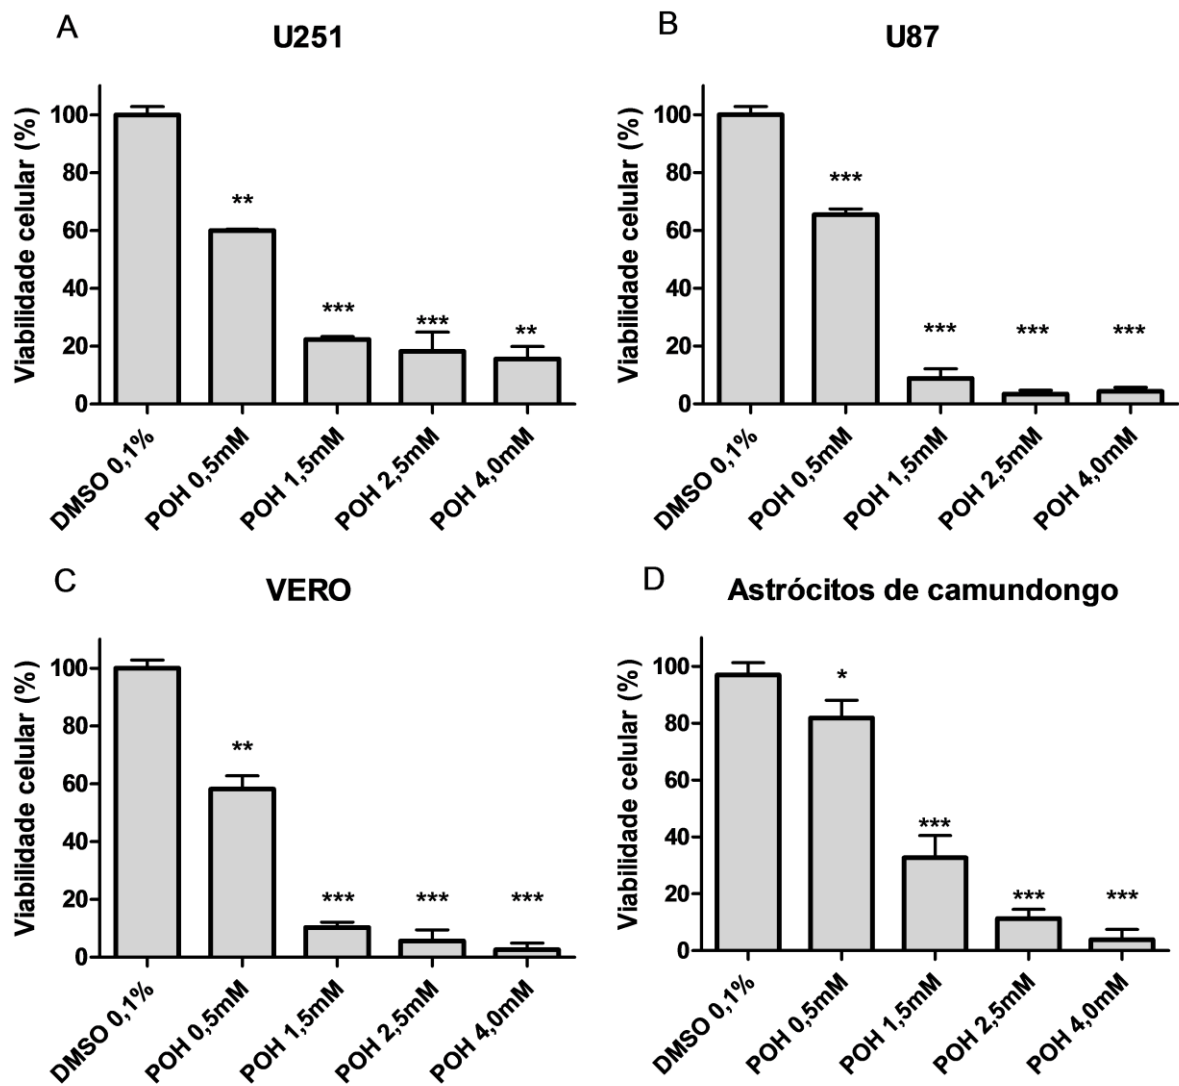 A
U251
Viabilidade celular (%)
100
80
60
40
20
0
**
***
***
**
DMSO 0,1%
POH 0,5mM
POH 1,5mM
POH 2,5mM
POH 4,0mM
B
U87
Viabilidade celular (%)
100
80
60
40
20
0
***
***
***
***
DMSO 0,1%
POH 0,5mM
POH 1,5mM
POH 2,5mM
POH 4,0mM
C
VERO
Viabilidade celular (%)
100
80
60
40
20
0
**
***
***
***
DMSO 0,1%
POH 0,5mM
POH 1,5mM
POH 2,5mM
POH 4,0mM
D
Astrócitos de camundongo
Viabilidade celular (%)
100
80
60
40
20
0
*
***
***
***
DMSO 0,1%
POH 0,5mM
POH 1,5mM
POH 2,5mM
POH 4,0mM